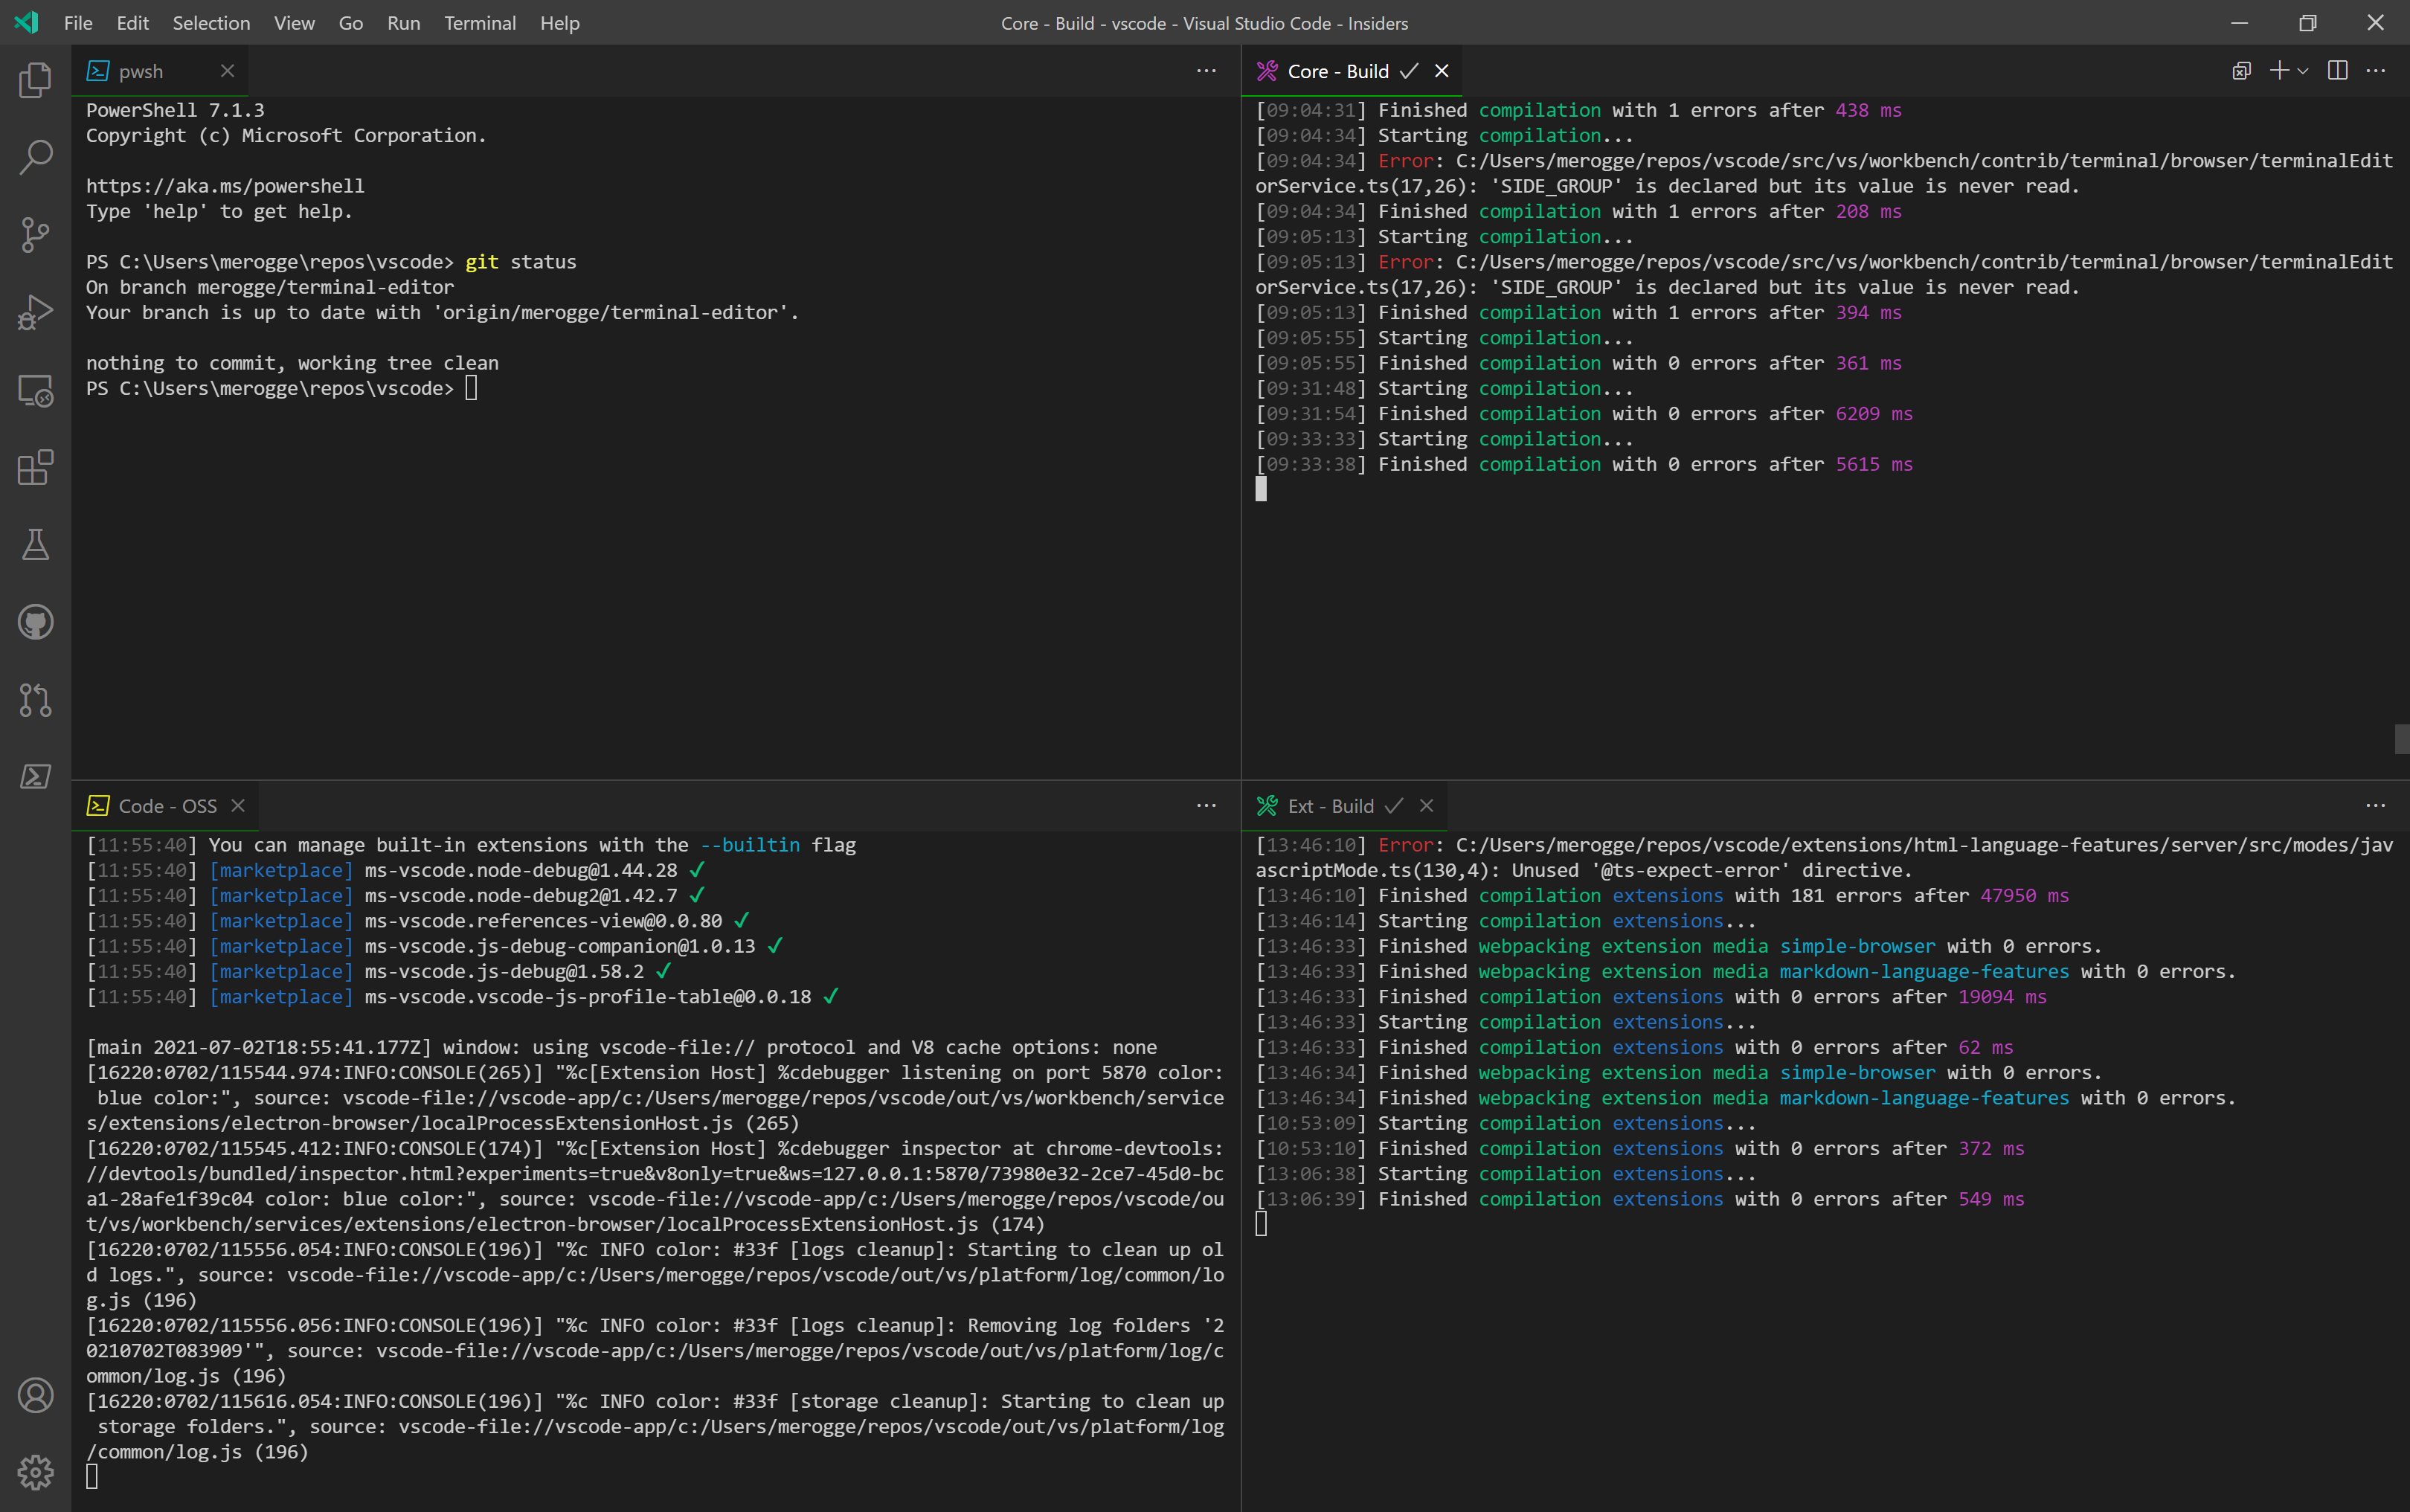 File Edit Selection View Go Run Terminal Help
Core - Build - vscode - Visual Studio Code - Insiders
pwsh
PowerShell 7.1.3
Copyright (c) Microsoft Corporation.
https://aka.ms/powershell
Type 'help' to get help.
PS C:\Users\merogge\repos\vscode> git status
On branch merogge/terminal-editor
Your branch is up to date with 'origin/merogge/terminal-editor'.
nothing to commit, working tree clean
PS C:\Users\merogge\repos\vscode>
Core - Build
[09:04:31] Finished compilation with 1 errors after 438 ms
[09:04:34] Starting compilation...
[09:04:34] Error: C:/Users/merogge/repos/vscode/src/vs/workbench/contrib/terminal/browser/terminalEdit
orService.ts(17,26): 'SIDE_GROUP' is declared but its value is never read.
[09:04:34] Finished compilation with 1 errors after 208 ms
[09:05:13] Starting compilation...
[09:05:13] Error: C:/Users/merogge/repos/vscode/src/vs/workbench/contrib/terminal/browser/terminalEdit
orService.ts(17,26): 'SIDE_GROUP' is declared but its value is never read.
[09:05:13] Finished compilation with 1 errors after 394 ms
[09:05:55] Starting compilation...
[09:05:55] Finished compilation with 0 errors after 361 ms
[09:31:48] Starting compilation...
[09:31:54] Finished compilation with 0 errors after 6209 ms
[09:33:33] Starting compilation...
[09:33:38] Finished compilation with 0 errors after 5615 ms
Code - OSS
[11:55:40] You can manage built-in extensions with the --builtin flag
[11:55:40] [marketplace] ms-vscode.node-debug@1.44.28 ✓
[11:55:40] [marketplace] ms-vscode.node-debug2@1.42.7 ✓
[11:55:40] [marketplace] ms-vscode.references-view@0.0.80 ✓
[11:55:40] [marketplace] ms-vscode.js-debug-companion@1.0.13 ✓
[11:55:40] [marketplace] ms-vscode.js-debug@1.58.2 ✓
[11:55:40] [marketplace] ms-vscode.vscode-js-profile-table@0.0.18 ✓
[main 2021-07-02T18:55:41.177Z] window: using vscode-file:// protocol and V8 cache options: none
[16220:0702/115544.974:INFO:CONSOLE(265)] "%c[Extension Host] %cdebugger listening on port 5870 color:
 blue color:", source: vscode-file://vscode-app/c:/Users/merogge/repos/vscode/out/vs/workbench/service
s/extensions/electron-browser/localProcessExtensionHost.js (265)
[16220:0702/115545.412:INFO:CONSOLE(174)] "%c[Extension Host] %cdebugger inspector at chrome-devtools:
//devtools/bundled/inspector.html?experiments=true&v8only=true&ws=127.0.0.1:5870/73980e32-2ce7-45d0-bc
a1-28afe1f39c04 color: blue color:", source: vscode-file://vscode-app/c:/Users/merogge/repos/vscode/ou
t/vs/workbench/services/extensions/electron-browser/localProcessExtensionHost.js (174)
[16220:0702/115556.054:INFO:CONSOLE(196)] "%c INFO color: #33f [logs cleanup]: Starting to clean up ol
d logs.", source: vscode-file://vscode-app/c:/Users/merogge/repos/vscode/out/vs/platform/log/common/lo
g.js (196)
[16220:0702/115556.056:INFO:CONSOLE(196)] "%c INFO color: #33f [logs cleanup]: Removing log folders '2
0210702T083909'", source: vscode-file://vscode-app/c:/Users/merogge/repos/vscode/out/vs/platform/log/c
ommon/log.js (196)
[16220:0702/115616.054:INFO:CONSOLE(196)] "%c INFO color: #33f [storage cleanup]: Starting to clean up
 storage folders.", source: vscode-file://vscode-app/c:/Users/merogge/repos/vscode/out/vs/platform/log
/common/log.js (196)
Ext - Build
[13:46:10] Error: C:/Users/merogge/repos/vscode/extensions/html-language-features/server/src/modes/jav
ascriptMode.ts(130,4): Unused '@ts-expect-error' directive.
[13:46:10] Finished compilation extensions with 181 errors after 47950 ms
[13:46:14] Starting compilation extensions...
[13:46:33] Finished webpacking extension media simple-browser with 0 errors.
[13:46:33] Finished webpacking extension media markdown-language-features with 0 errors.
[13:46:33] Finished compilation extensions with 0 errors after 19094 ms
[13:46:33] Starting compilation extensions...
[13:46:33] Finished compilation extensions with 0 errors after 62 ms
[13:46:34] Finished webpacking extension media simple-browser with 0 errors.
[13:46:34] Finished webpacking extension media markdown-language-features with 0 errors.
[10:53:09] Starting compilation extensions...
[10:53:10] Finished compilation extensions with 0 errors after 372 ms
[13:06:38] Starting compilation extensions...
[13:06:39] Finished compilation extensions with 0 errors after 549 ms